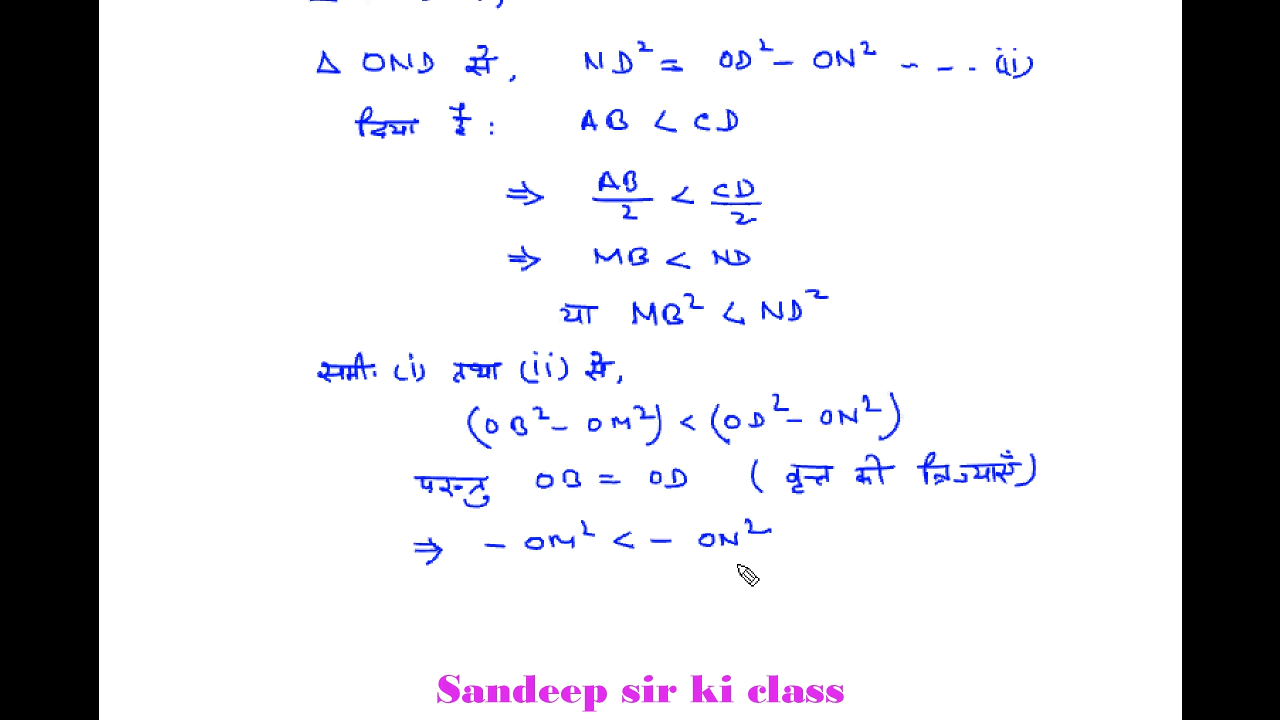 Δ OND से, ND² = OD² - ON² - - - (ii)
दिया है : AB < CD
⇒ AB/2 < CD/2
⇒ MB < ND
या MB² < ND²
समी. (i) तथा (ii) से,
(OB² - OM²) < (OD² - ON²)
परन्तु OB = OD (वृत्त की त्रिज्याएँ)
⇒ - OM² < - ON²
Sandeep sir ki class